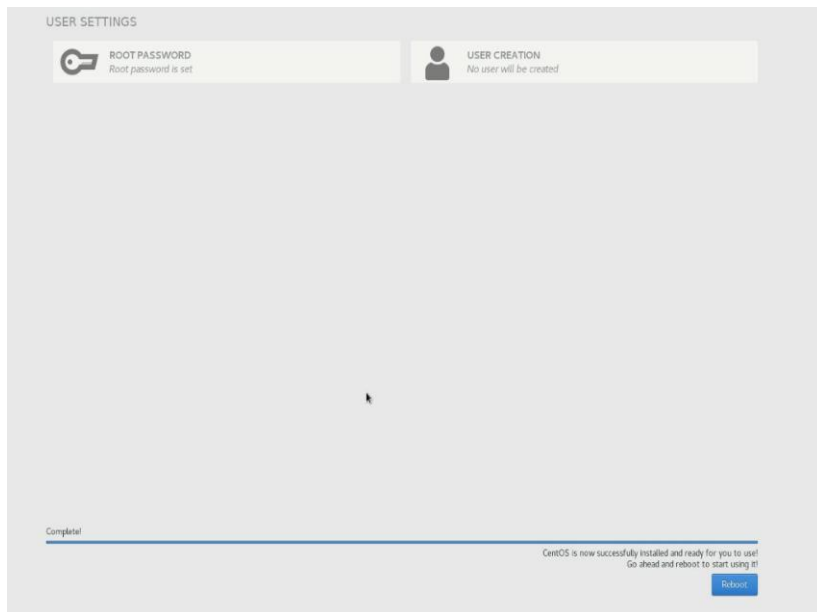 USER SETTINGS
ROOT PASSWORD
Root password is set
USER CREATION
No user will be created
Complete!
CentOS is now successfully installed and ready for you to use!
Go ahead and reboot to start using it!
Reboot